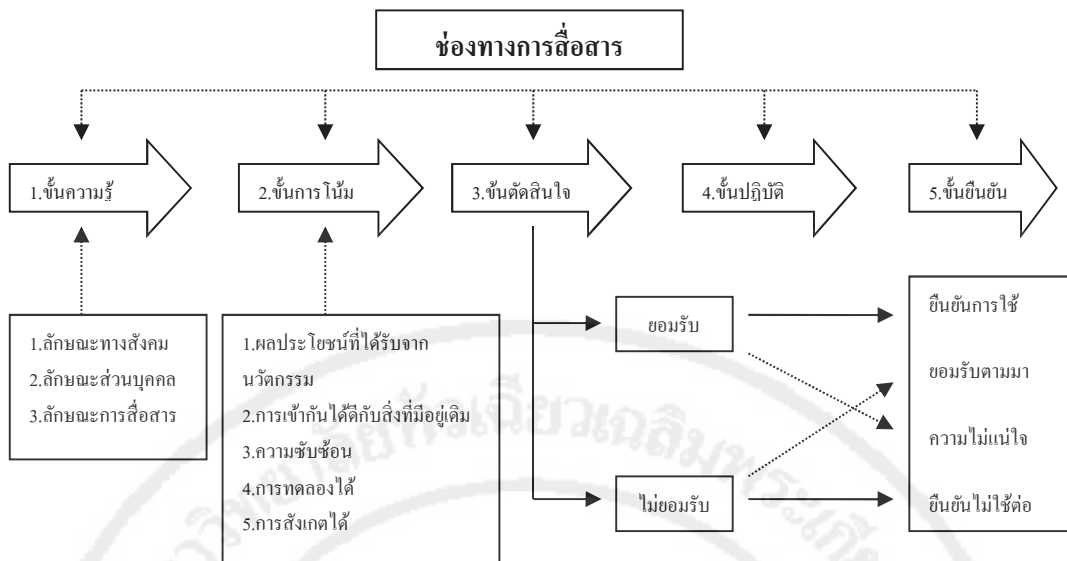 ช่องทางการสื่อสาร
1.ขั้นความรู้
2.ขั้นการโน้ม
3.ขั้นตัดสินใจ
4.ขั้นปฏิบัติ
5.ขั้นยืนยัน
1.ลักษณะทางสังคม
2.ลักษณะส่วนบุคคล
3.ลักษณะการสื่อสาร
1.ผลประโยชน์ที่ได้รับจาก
นวัตกรรม
2.การเข้ากันได้ดีกับสิ่งที่มีอยู่เดิม
3.ความซับซ้อน
4.การทดลองได้
5.การสังเกตได้
ยอมรับ
ไม่ยอมรับ
ยืนยันการใช้
ยอมรับตามมา
ความไม่แน่ใจ
ยืนยันไม่ใช้ต่อ